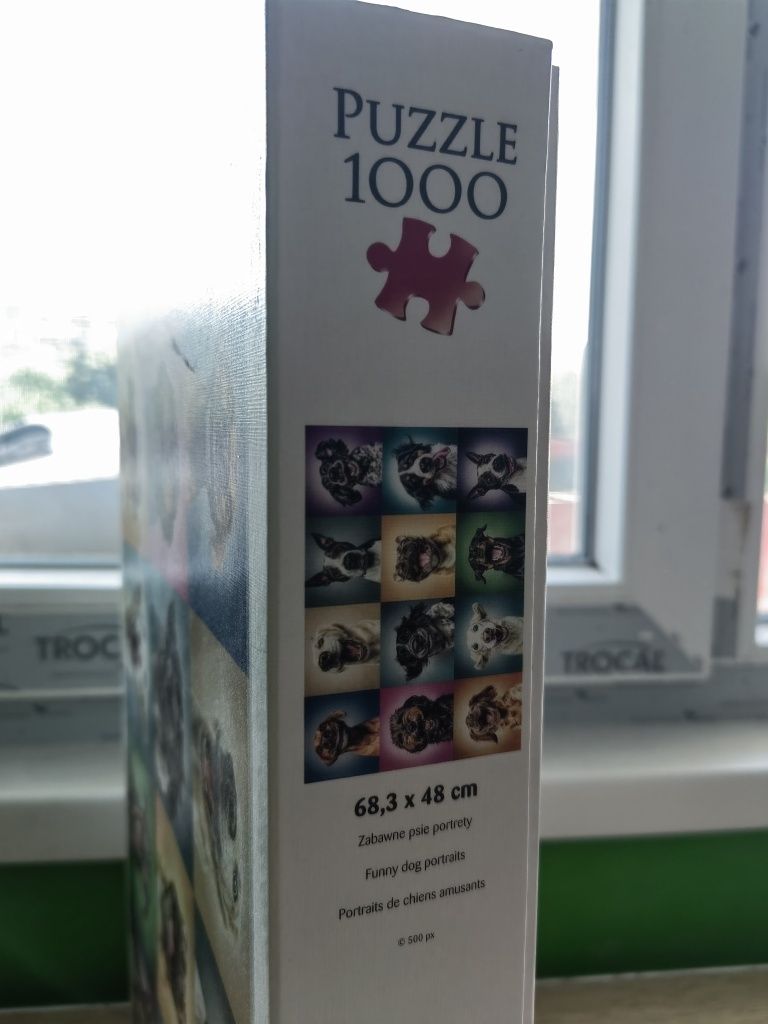 PUZZLE
1000
68,3 x 48 cm
Zabawne psie portrety
Funny dog portraits
Portraits de chiens amusants
© 500 px
TROCAL
TROCAL